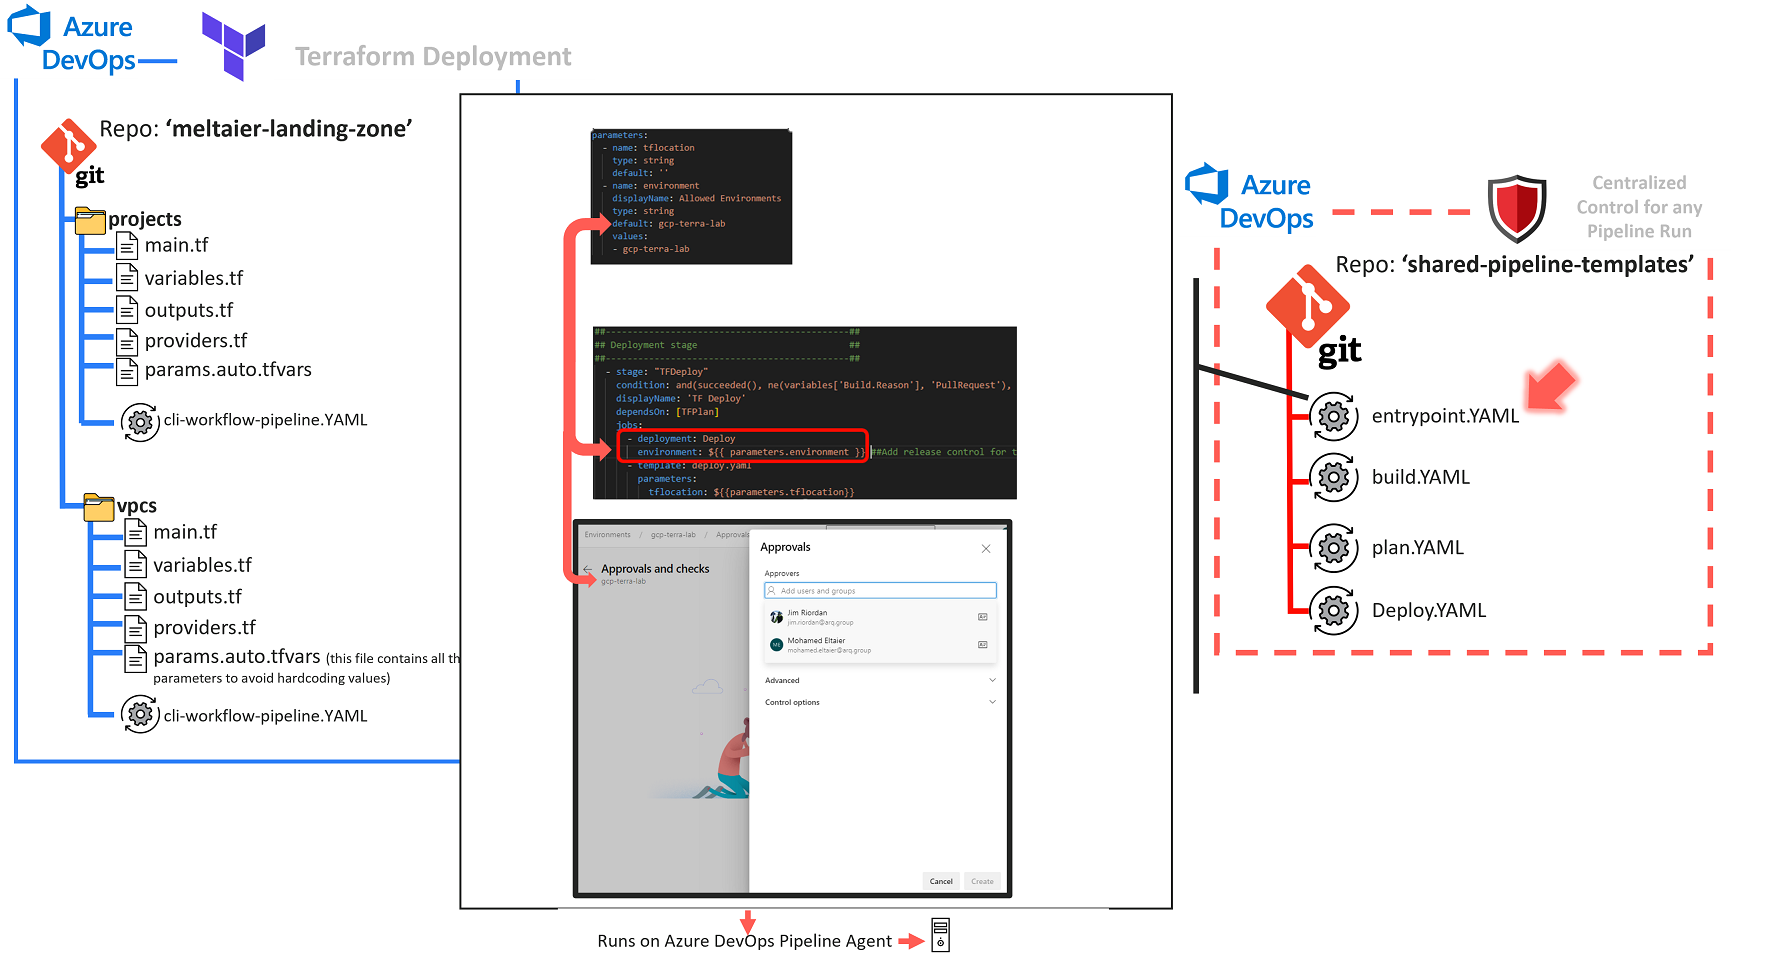 Azure
DevOps
Terraform Deployment
Repo: ‘meltaier-landing-zone’
git
projects
main.tf
variables.tf
outputs.tf
providers.tf
params.auto.tfvars
cli-workflow-pipeline.YAML
vpcs
main.tf
variables.tf
outputs.tf
providers.tf
params.auto.tfvars (this file contains all th
parameters to avoid hardcoding values)
cli-workflow-pipeline.YAML
parameters:
- name: tflocation
type: string
default: ''
- name: environment
displayName: Allowed Environments
type: string
default: gcp-terra-lab
values:
- gcp-terra-lab
##---------------------------------------------##
## Deployment stage ##
##---------------------------------------------##
- stage: "TFDeploy"
condition: and(succeeded(), ne(variables['Build.Reason'], 'PullRequest'),
displayName: 'TF Deploy'
dependsOn: [TFPlan]
jobs:
- deployment: Deploy
environment: ${{ parameters.environment }} ##Add release control for t
- template: deploy.yaml
parameters:
tflocation: ${{parameters.tflocation}}
Environments / gcp-terra-lab / Approvals
Approvals and checks
gcp-terra-lab
Approvals
Approvers
Add users and groups
Jim Riordan
jim.riordan@arq.group
ME
Mohamed Eltaier
mohamed.eltaier@arq.group
Advanced
Control options
Cancel
Create
Runs on Azure DevOps Pipeline Agent
Azure
DevOps
Centralized
Control for any
Pipeline Run
Repo: ‘shared-pipeline-templates’
git
entrypoint.YAML
build.YAML
plan.YAML
Deploy.YAML